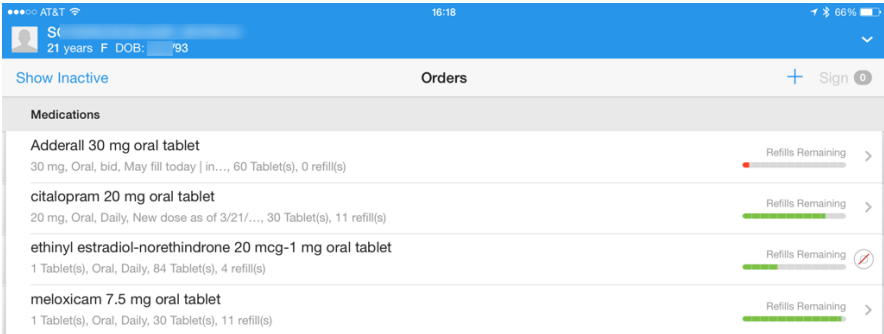 AT&T 16:18 66%
21 years F DOB: /93
Show Inactive Orders + Sign 0
Medications
Adderall 30 mg oral tablet
Refills Remaining
30 mg, Oral, bid, May fill today | in..., 60 Tablet(s), 0 refill(s)
citalopram 20 mg oral tablet
Refills Remaining
20 mg, Oral, Daily, New dose as of 3/21/..., 30 Tablet(s), 11 refill(s)
ethinyl estradiol-norethindrone 20 mcg-1 mg oral tablet
Refills Remaining
1 Tablet(s), Oral, Daily, 84 Tablet(s), 4 refill(s)
meloxicam 7.5 mg oral tablet
Refills Remaining
1 Tablet(s), Oral, Daily, 30 Tablet(s), 11 refill(s)